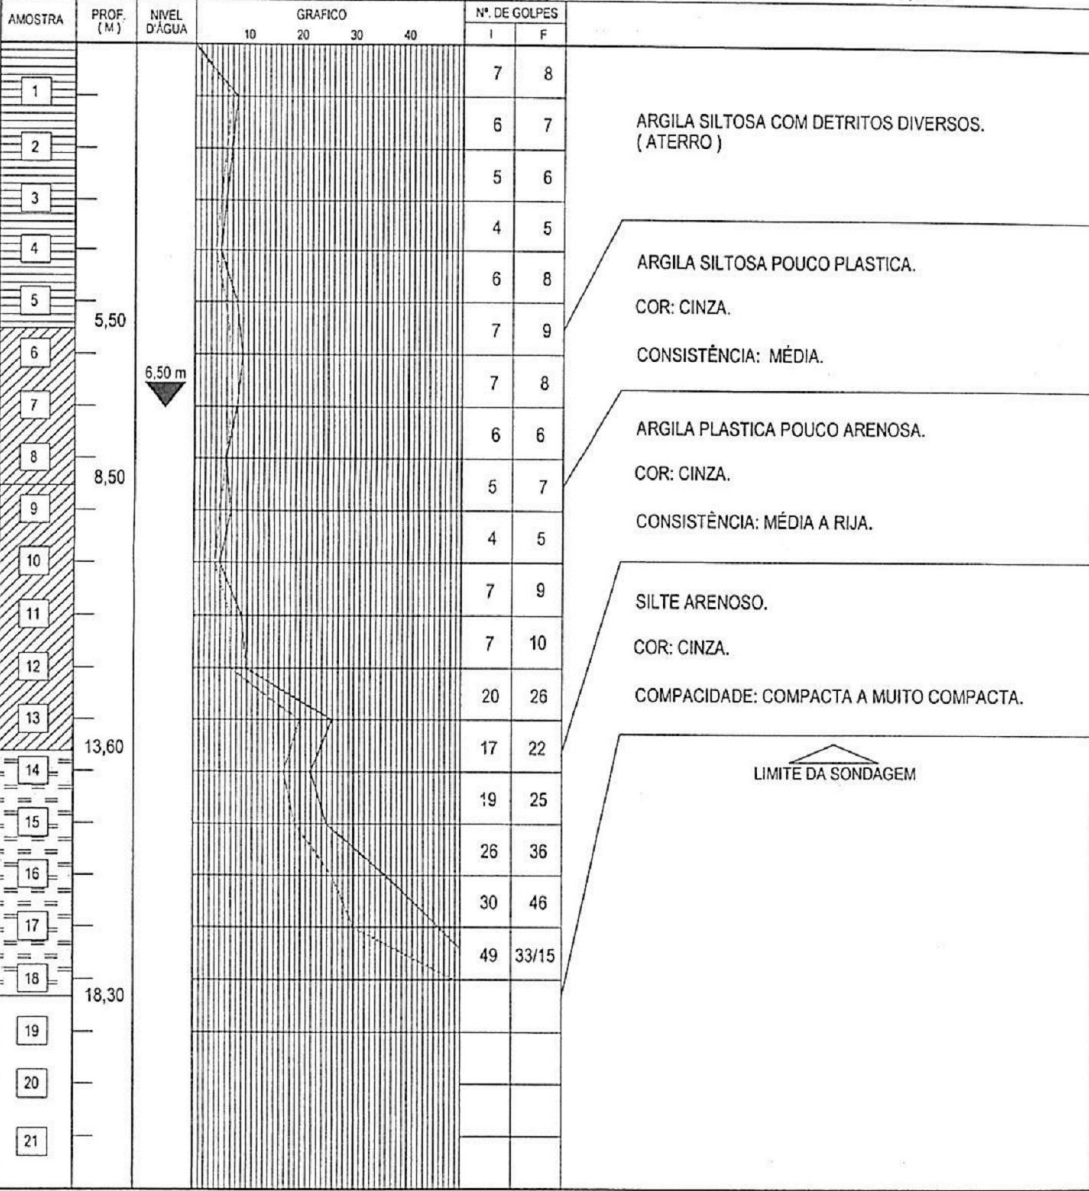 AMOSTRA PROF. (M) NIVEL D'ÁGUA GRAFICO Nº. DE GOLPES
10 20 30 40 I F
7 8
1
6 7
2
5 6
3
4 5
4
6 8
5
5,50
7 9
6
6,50 m
7 8
7
6 6
8
8,50
5 7
9
4 5
10
7 9
11
7 10
12
20 26
13
13,60
17 22
14
19 25
15
26 36
16
30 46
17
49 33/15
18
18,30
19
20
21
ARGILA SILTOSA COM DETRITOS DIVERSOS.
( ATERRO )
ARGILA SILTOSA POUCO PLASTICA.
COR: CINZA.
CONSISTÊNCIA: MÉDIA.
ARGILA PLASTICA POUCO ARENOSA.
COR: CINZA.
CONSISTÊNCIA: MÉDIA A RIJA.
SILTE ARENOSO.
COR: CINZA.
COMPACIDADE: COMPACTA A MUITO COMPACTA.
LIMITE DA SONDAGEM